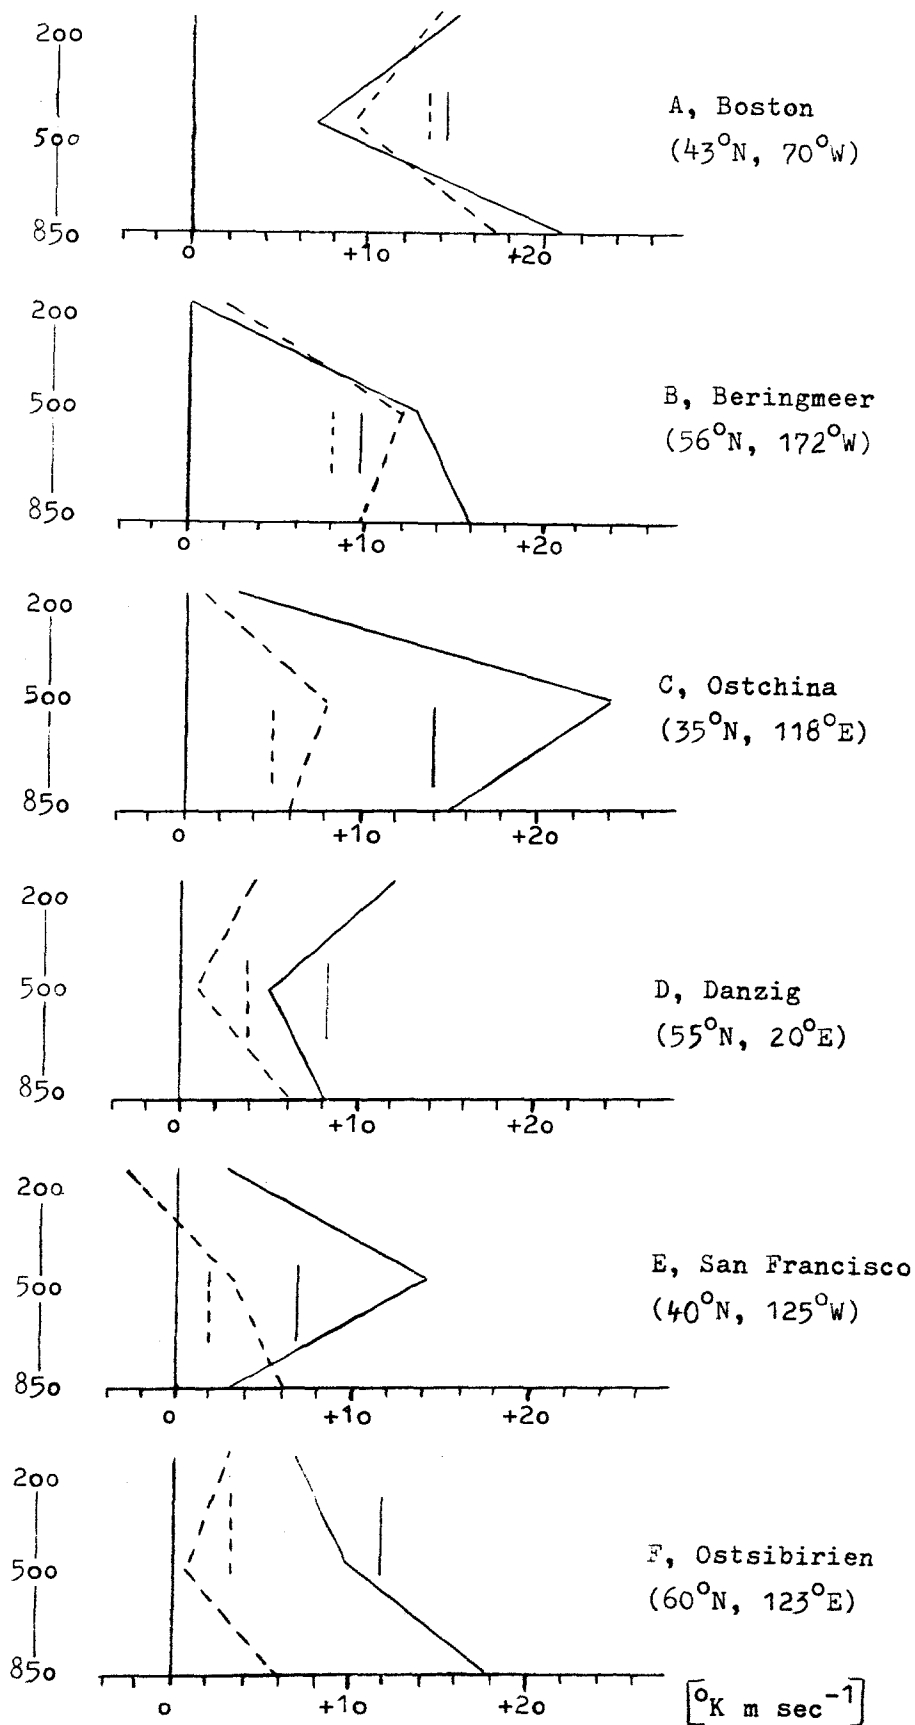 200
500
850
0 +10 +20
A, Boston
(43°N, 70°W)
200
500
850
0 +10 +20
B, Beringmeer
(56°N, 172°W)
200
500
850
0 +10 +20
C, Ostchina
(35°N, 118°E)
200
500
850
0 +10 +20
D, Danzig
(55°N, 20°E)
200
500
850
0 +10 +20
E, San Francisco
(40°N, 125°W)
200
500
850
0 +10 +20
F, Ostsibirien
(60°N, 123°E)
[°K m sec⁻¹]